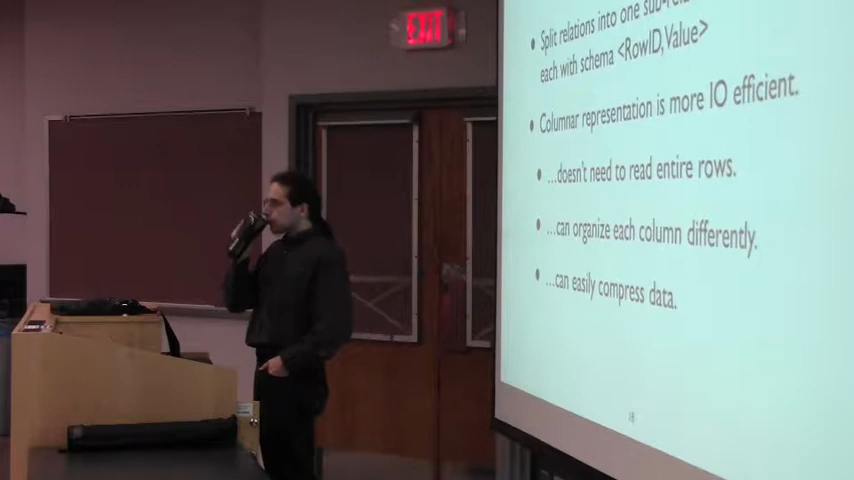 EXIT
• Split relations into one
each with schema <RowID,Value>
• Columnar representation is more IO efficient.
• ...doesn't need to read entire rows.
• ...can organize each column differently.
• ...can easily compress data.
18